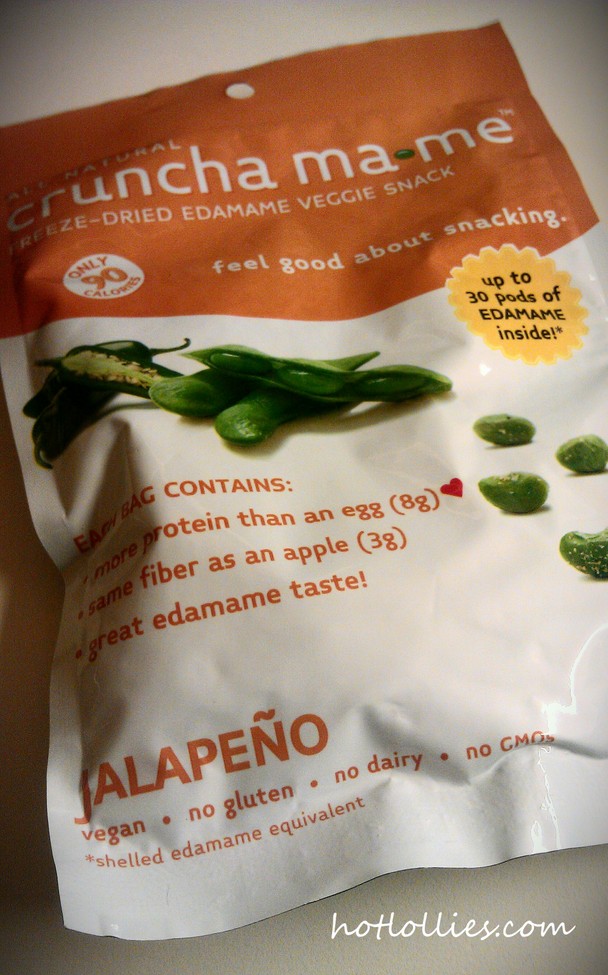 ALL NATURAL
cruncha ma•me™
FREEZE-DRIED EDAMAME VEGGIE SNACK
feel good about snacking.
ONLY
90
CALORIES
up to
30 pods of
EDAMAME
inside!*
EACH BAG CONTAINS:
• more protein than an egg (8g)
• same fiber as an apple (3g)
• great edamame taste!
JALAPEÑO
vegan • no gluten • no dairy • no GMOs
*shelled edamame equivalent
hotlollies.com